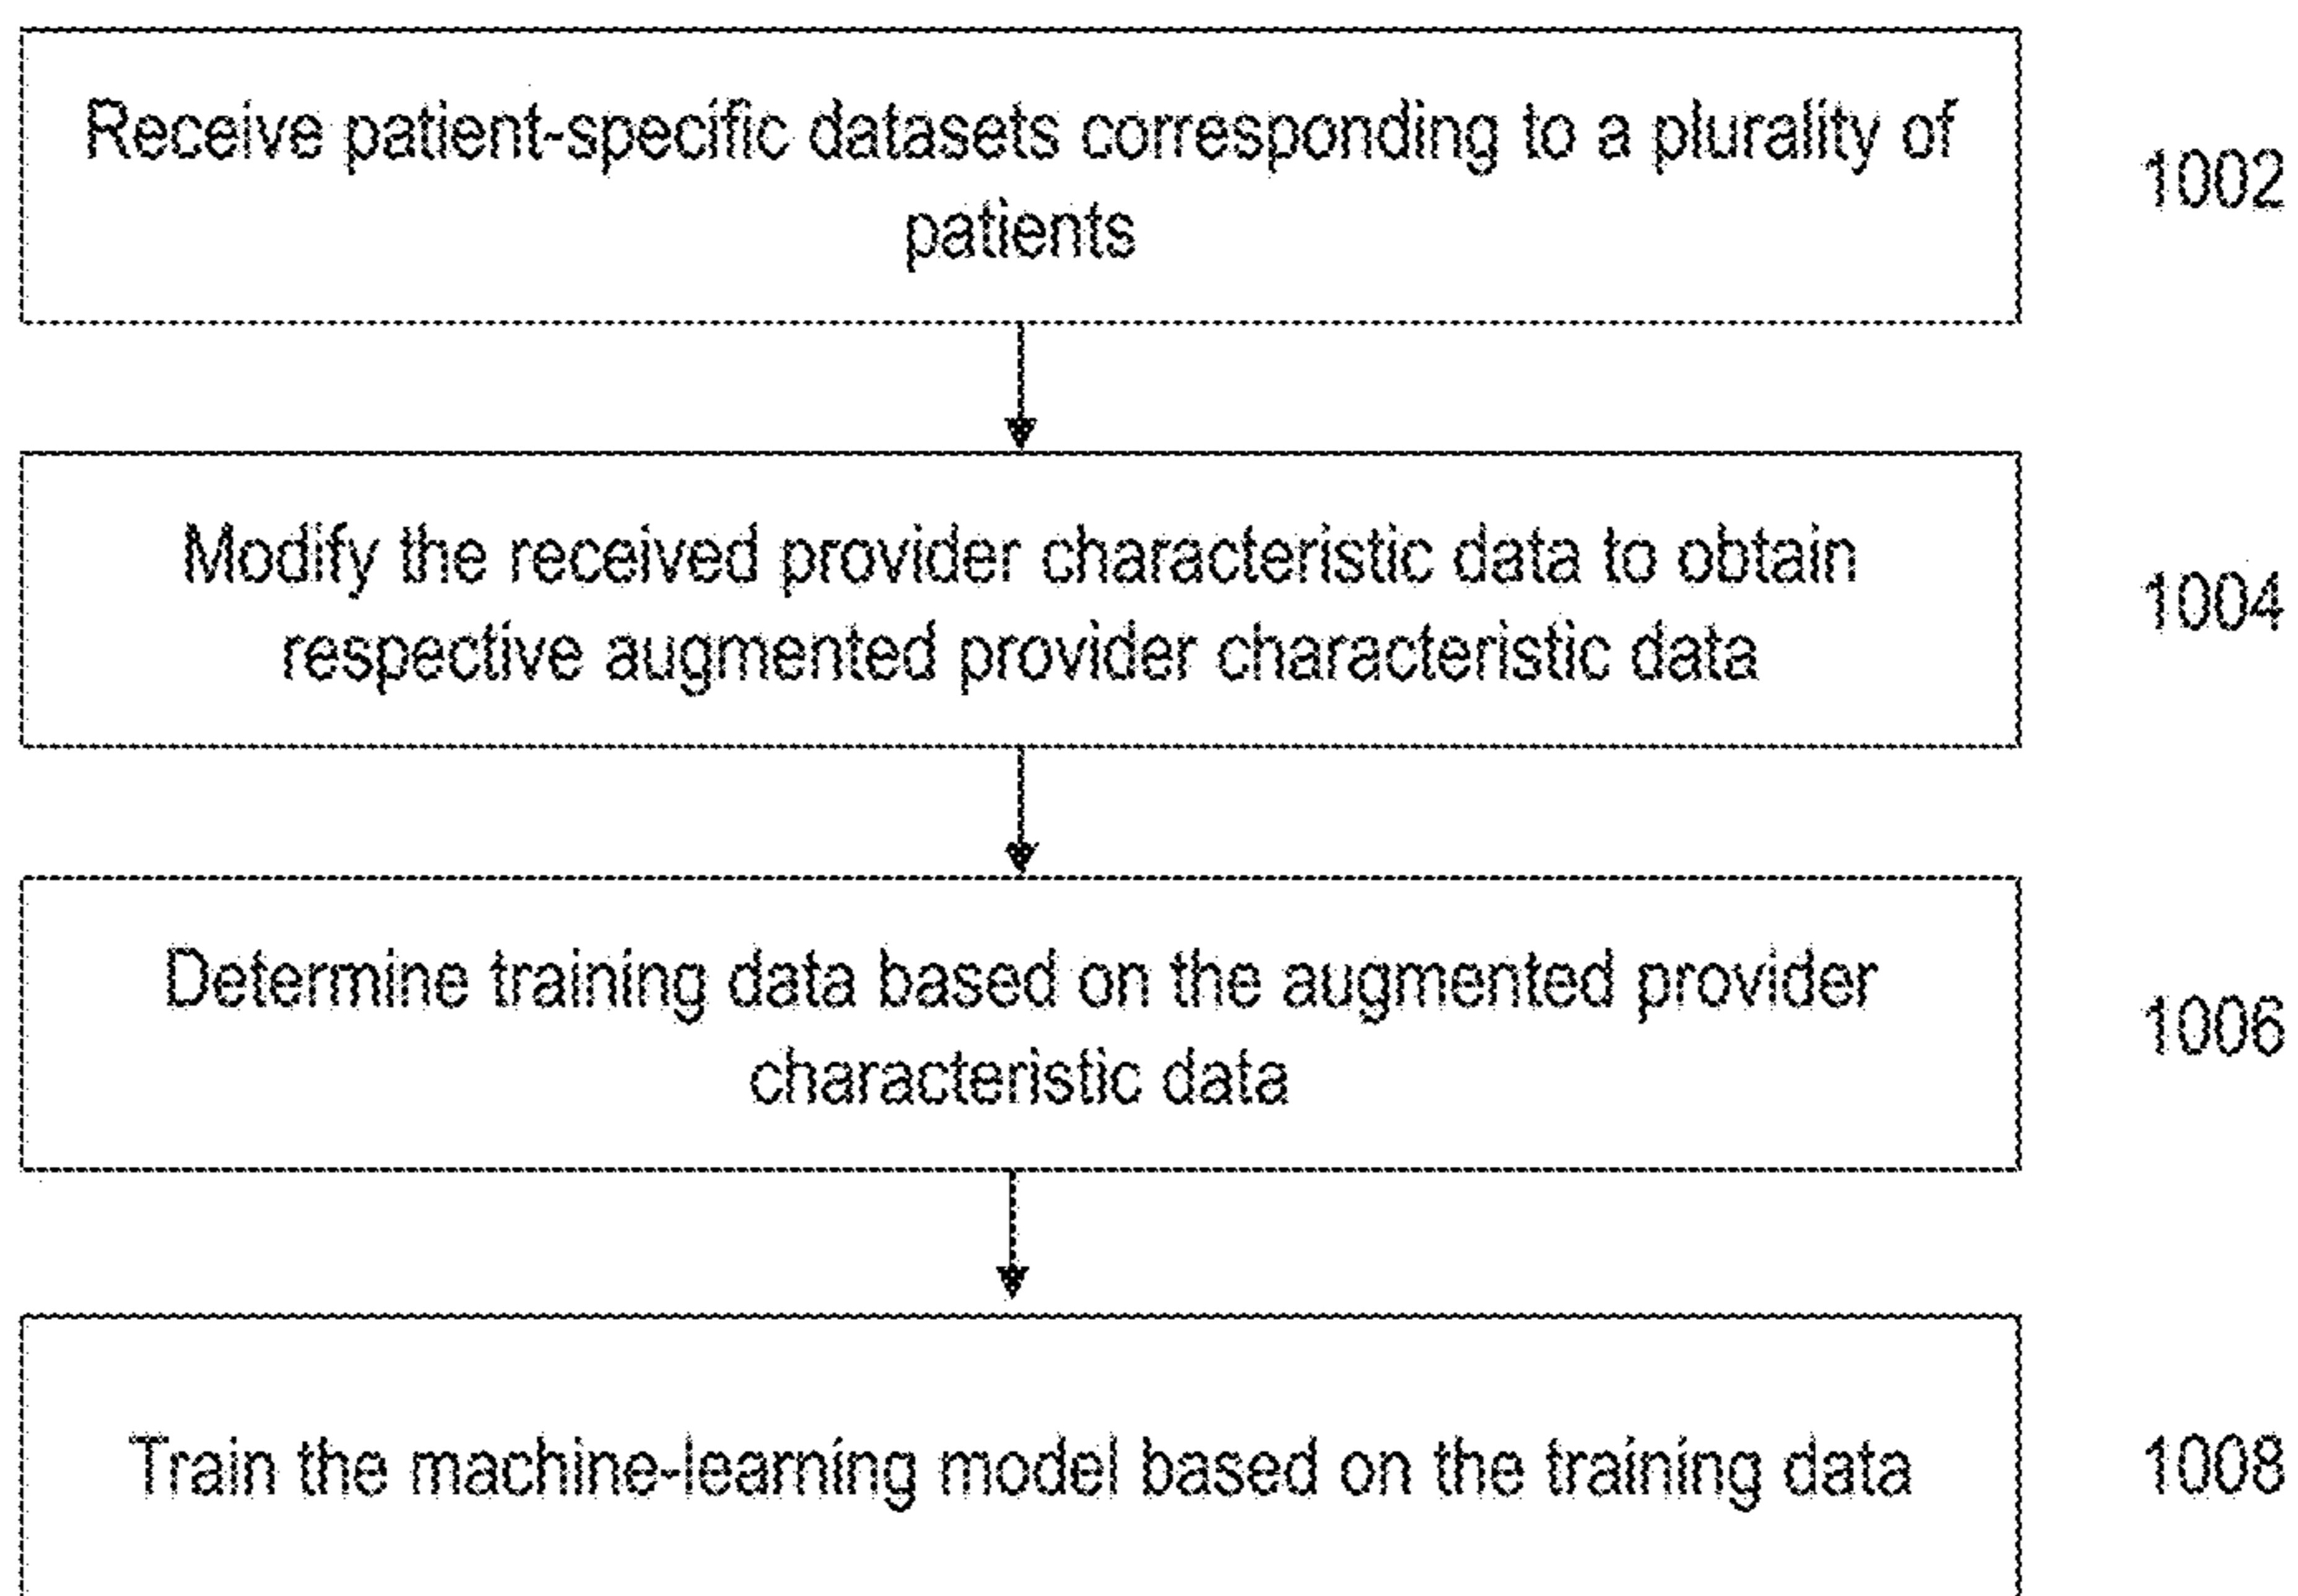 Receive patient-specific datasets corresponding to a plurality of
patients
1002
Modify the received provider characteristic data to obtain
respective augmented provider characteristic data
1004
Determine training data based on the augmented provider
characteristic data
1006
Train the machine-learning model based on the training data
1008